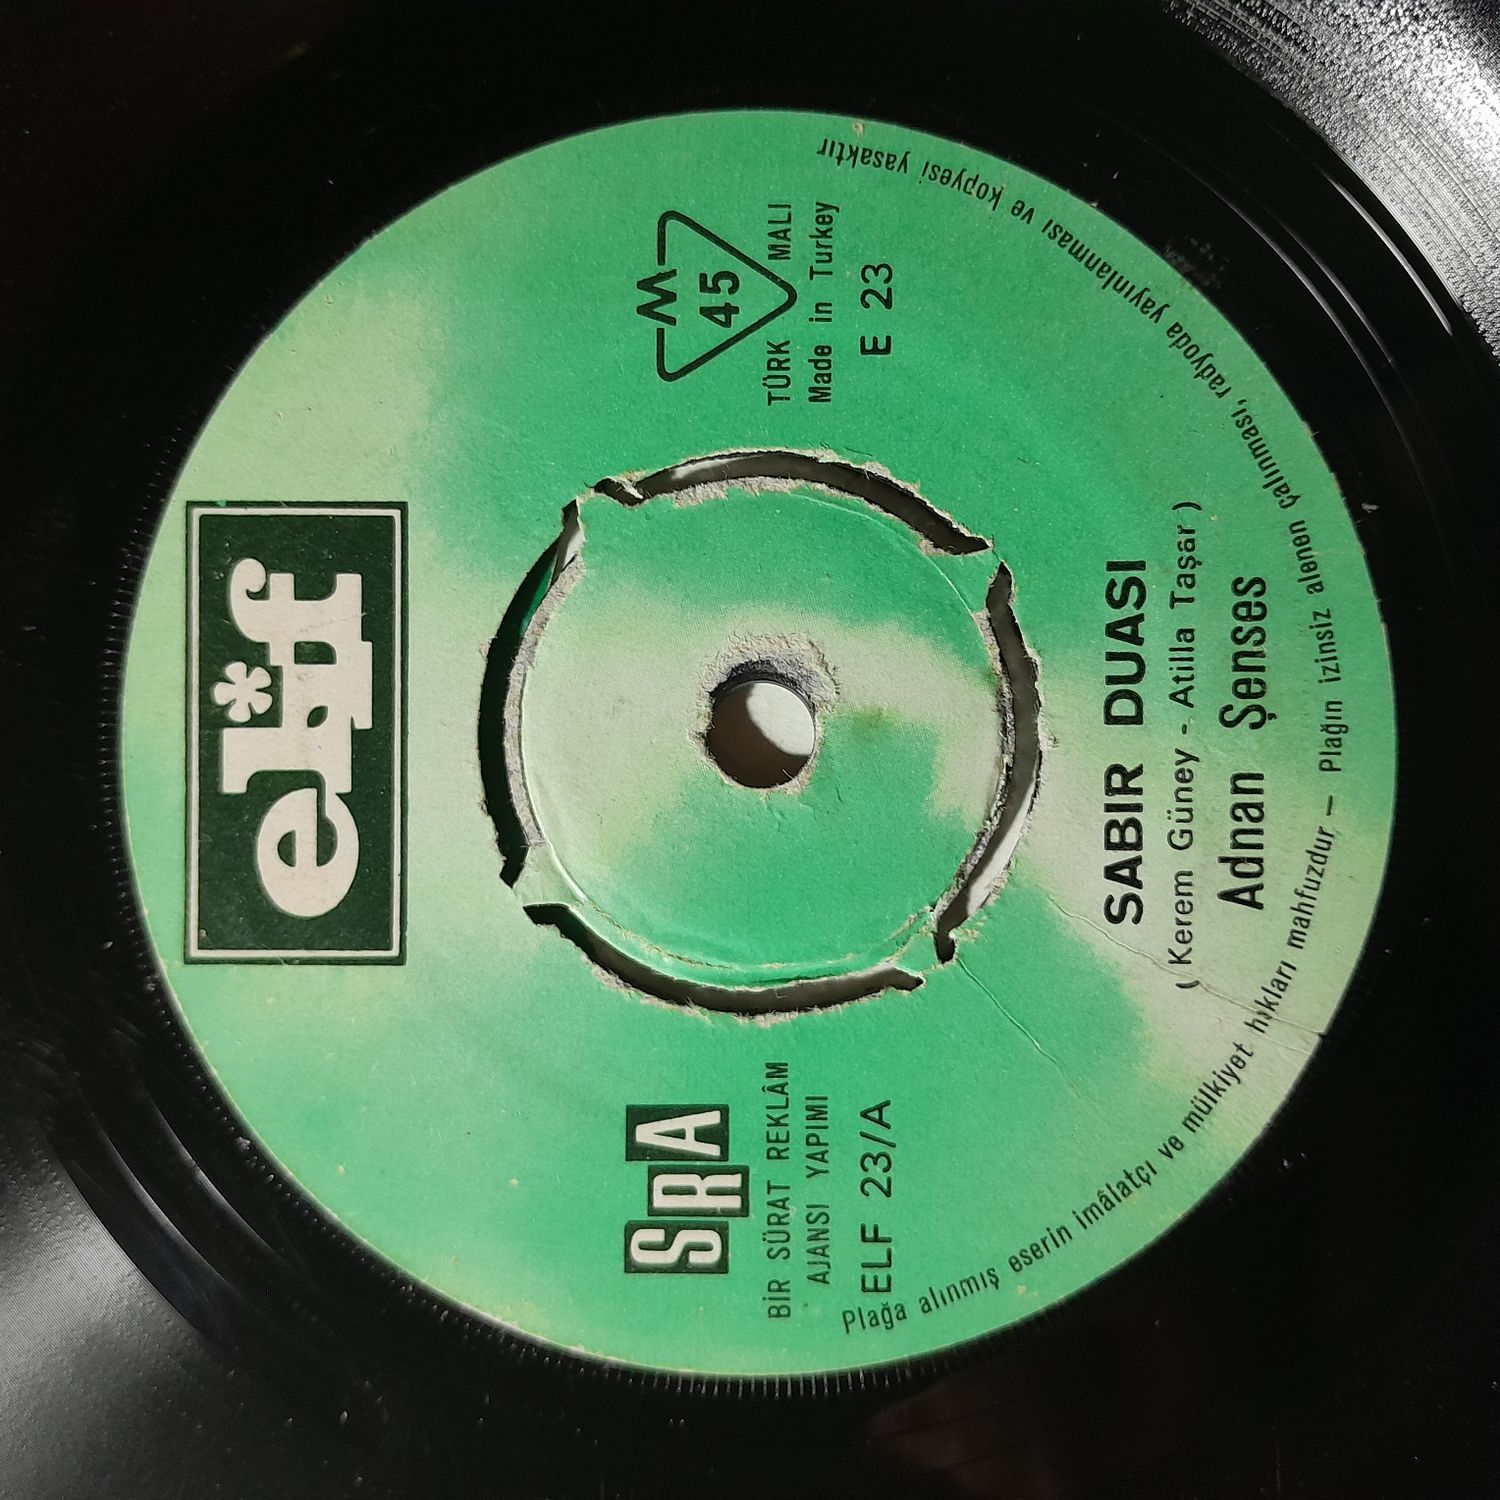 elif
SRA
BİR SÜRAT REKLÂM
AJANSI YAPIMI
ELF 23/A
M
45
TÜRK MALI
Made in Turkey
E 23
SABIR DUASI
( Kerem Güney - Atilla Taşar )
Adnan Şenses
Plağa alınmış eserin imâlatçı ve mülkiyet hakları mahfuzdur — Plağın izinsiz alenen çalınması, radyoda yayınlanması ve kopyesi yasaktır